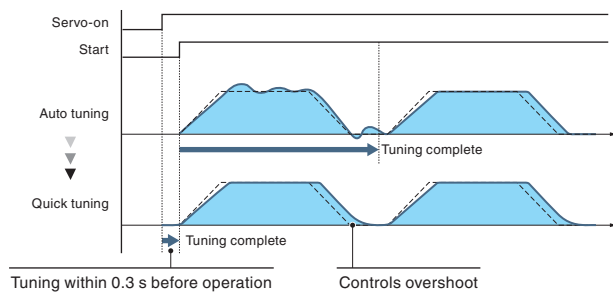 Servo-on
Start
Auto tuning
Tuning complete
Quick tuning
Tuning complete
Tuning within 0.3 s before operation
Controls overshoot